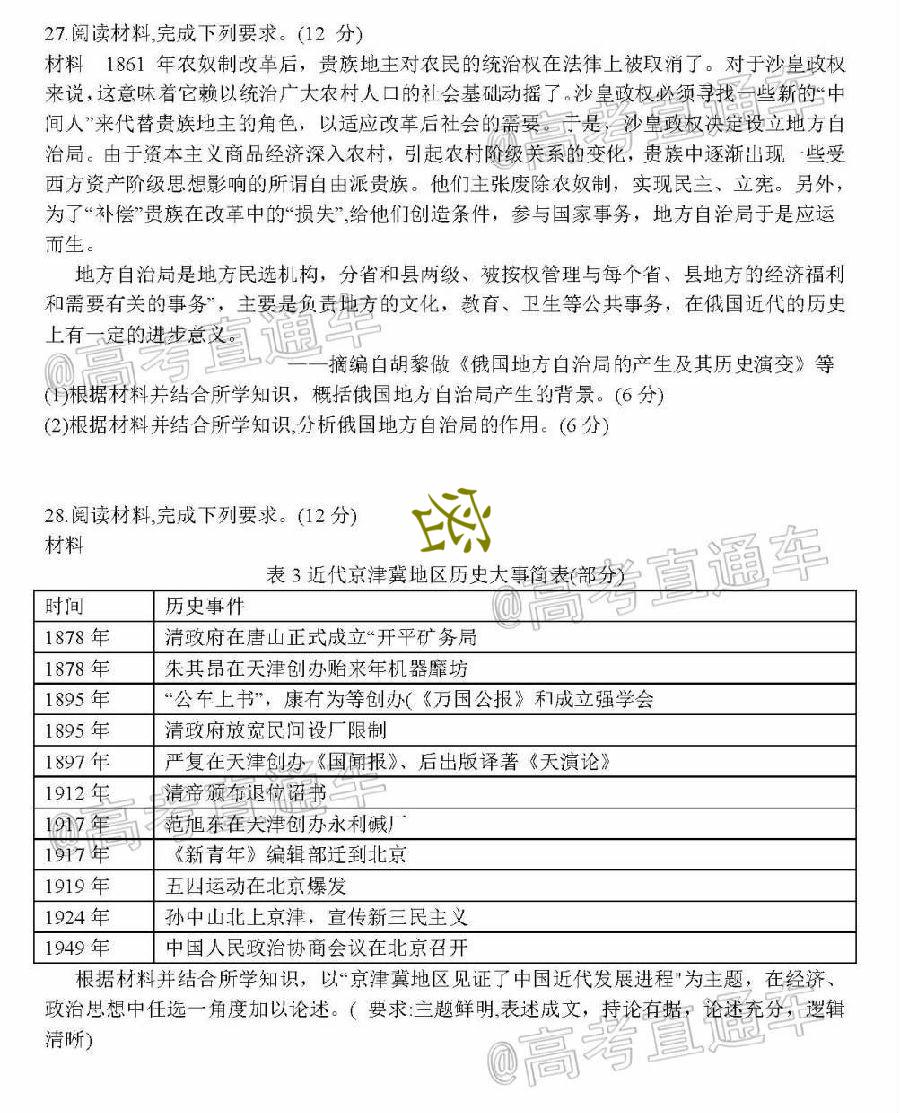 27.阅读材料,完成下列要求。(12 分)
材料 1861 年农奴制改革后，贵族地主对农民的统治权在法律上被取消了。对于沙皇政权
来说，这意味着它赖以统治广大农村人口的社会基础动摇了。沙皇政权必须寻找一些新的“中
间人”来代替贵族地主的角色，以适应改革后社会的需要。于是，沙皇政权决定设立地方自
治局。由于资本主义商品经济深入农村，引起农村阶级关系的变化，贵族中逐渐出现一些受
西方资产阶级思想影响的所谓自由派贵族。他们主张废除农奴制，实现民主、立宪。另外，
为了“补偿”贵族在改革中的“损失”,给他们创造条件，参与国家事务，地方自治局于是应运
而生。
地方自治局是地方民选机构，分省和县两级、被按权管理与每个省、县地方的经济福利
和需要有关的事务”，主要是负责地方的文化，教育、卫生等公共事务，在俄国近代的历史
上有一定的进步意义。
——摘编自胡黎做《俄国地方自治局的产生及其历史演变》等
(1)根据材料并结合所学知识，概括俄国地方自治局产生的背景。(6 分)
(2)根据材料并结合所学知识,分析俄国地方自治局的作用。(6 分)
28.阅读材料,完成下列要求。(12 分)
密
材料
表 3 近代京津冀地区历史大事简表(部分)
时间 历史事件
1878 年 清政府在唐山正式成立“开平矿务局
1878 年 朱其昂在天津创办贻来年机器靡坊
1895 年 “公车上书”，康有为等创办(《万国公报》和成立强学会
1895 年 清政府放宽民间设厂限制
1897 年 严复在天津创办《国闻报》、后出版译著《天演论》
1912 年 清帝颁布退位诏书
1917 年 范旭东在天津创办永利碱厂
1917 年 《新青年》编辑部迁到北京
1919 年 五四运动在北京爆发
1924 年 孙中山北上京津，宣传新三民主义
1949 年 中国人民政治协商会议在北京召开
根据材料并结合所学知识，以“京津冀地区见证了中国近代发展进程"为主题，在经济、
政治思想中任选一角度加以论述。( 要求:主题鲜明,表述成文，持论有据，论述充分，逻辑
清晰)
@高考直通车
@高考直通车
@高考直通车
@高考直通车
@高考直通车